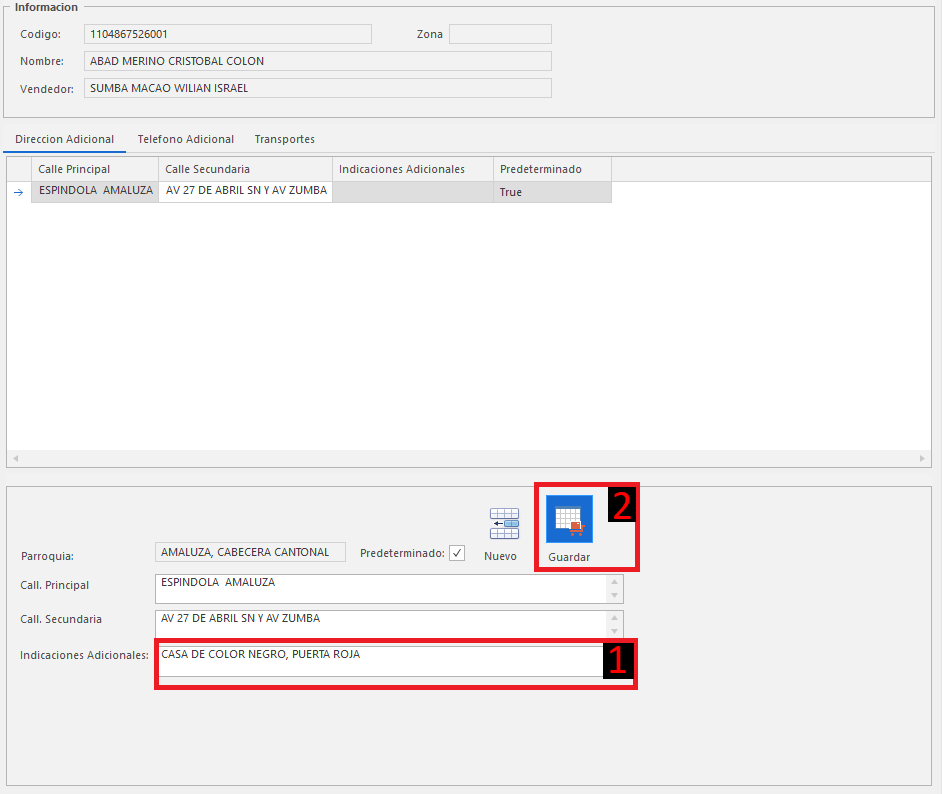 Informacion
Codigo: 1104867526001 Zona
Nombre: ABAD MERINO CRISTOBAL COLON
Vendedor: SUMBA MACAO WILIAN ISRAEL
Direccion Adicional Telefono Adicional Transportes
Calle Principal Calle Secundaria Indicaciones Adicionales Predeterminado
ESPINDOLA AMALUZA AV 27 DE ABRIL SN Y AV ZUMBA True
2
Parroquia: AMALUZA, CABECERA CANTONAL Predeterminado: Nuevo Guardar
Call. Principal ESPINDOLA AMALUZA
Call. Secundaria AV 27 DE ABRIL SN Y AV ZUMBA
Indicaciones Adicionales: CASA DE COLOR NEGRO, PUERTA ROJA 1